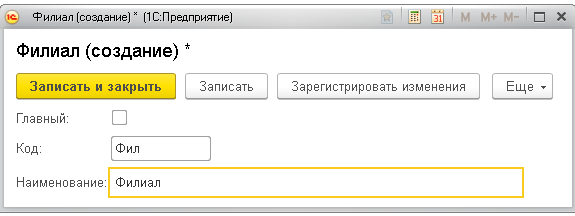 Филиал (создание) * (1С:Предприятие)
M M+ M-
Филиал (создание) *
Записать и закрыть Записать Зарегистрировать изменения Еще
Главный:
Код: Фил
Наименование: Филиал